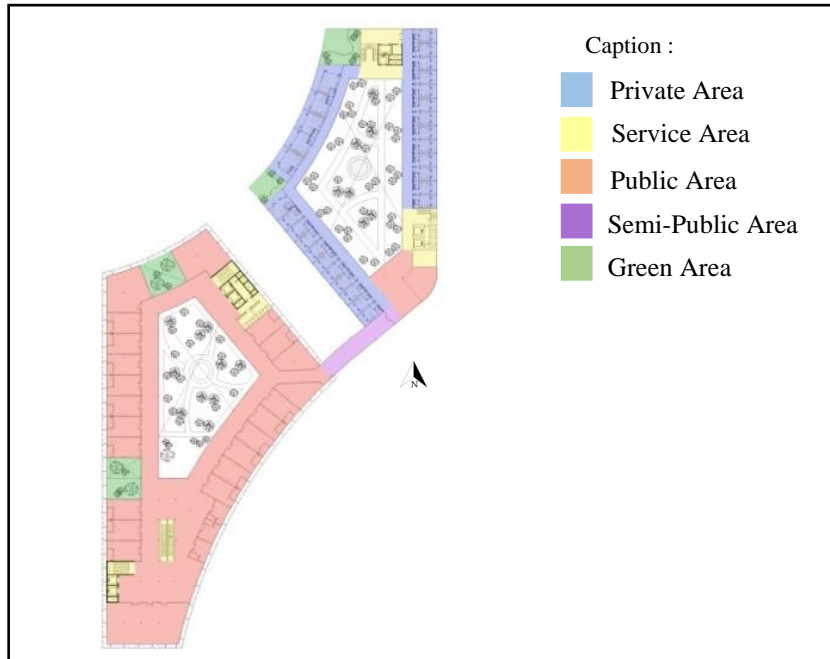 Caption :
Private Area
Service Area
Public Area
Semi-Public Area
Green Area
N